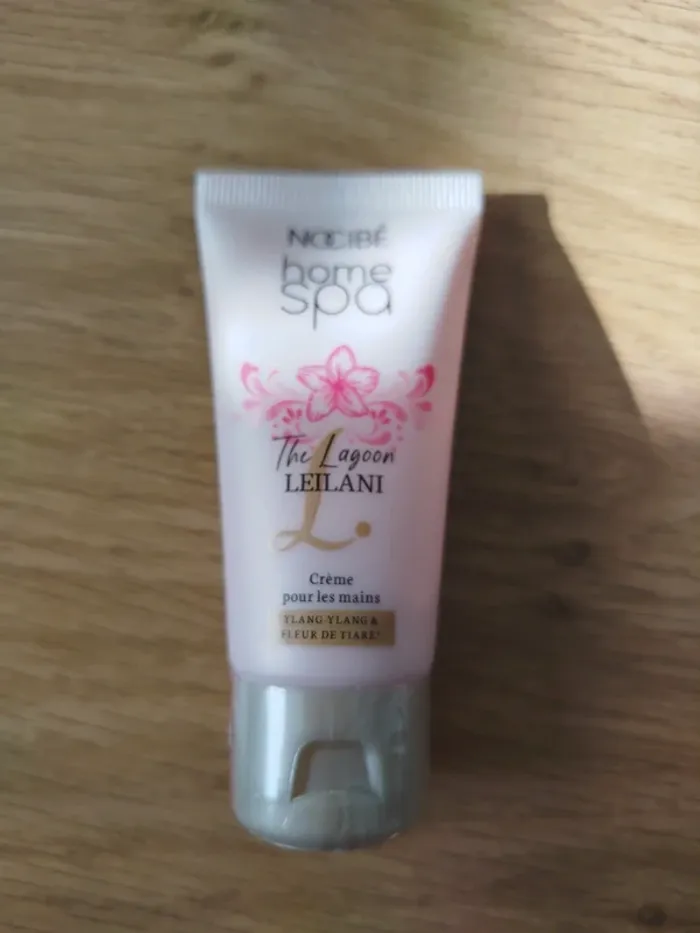 NOCIBÉ
home
spa
The Lagoon
LEILANI
L.
Crème
pour les mains
YLANG-YLANG &
FLEUR DE TIARÉ*